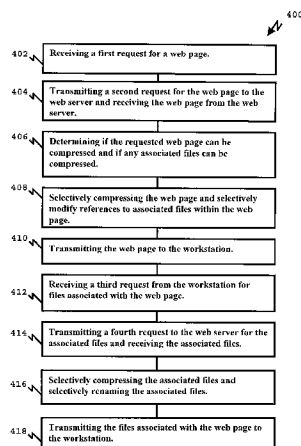 400
402
Receiving a first request for a web page.
404
Transmitting a second request for the web page to the
web server and receiving the web page from the web
server.
406
Determining if the requested web page can be
compressed and if any associated files can be
compressed.
408
Selectively compressing the web page and selectively
modify references to associated files within the web
page.
410
Transmitting the web page to the workstation.
412
Receiving a third request from the workstation for
files associated with the web page.
414
Transmitting a fourth request to the web server for the
associated files and receiving the associated files.
416
Selectively compressing the associated files and
selectively renaming the associated files.
418
Transmitting the files associated with the web page to
the workstation.